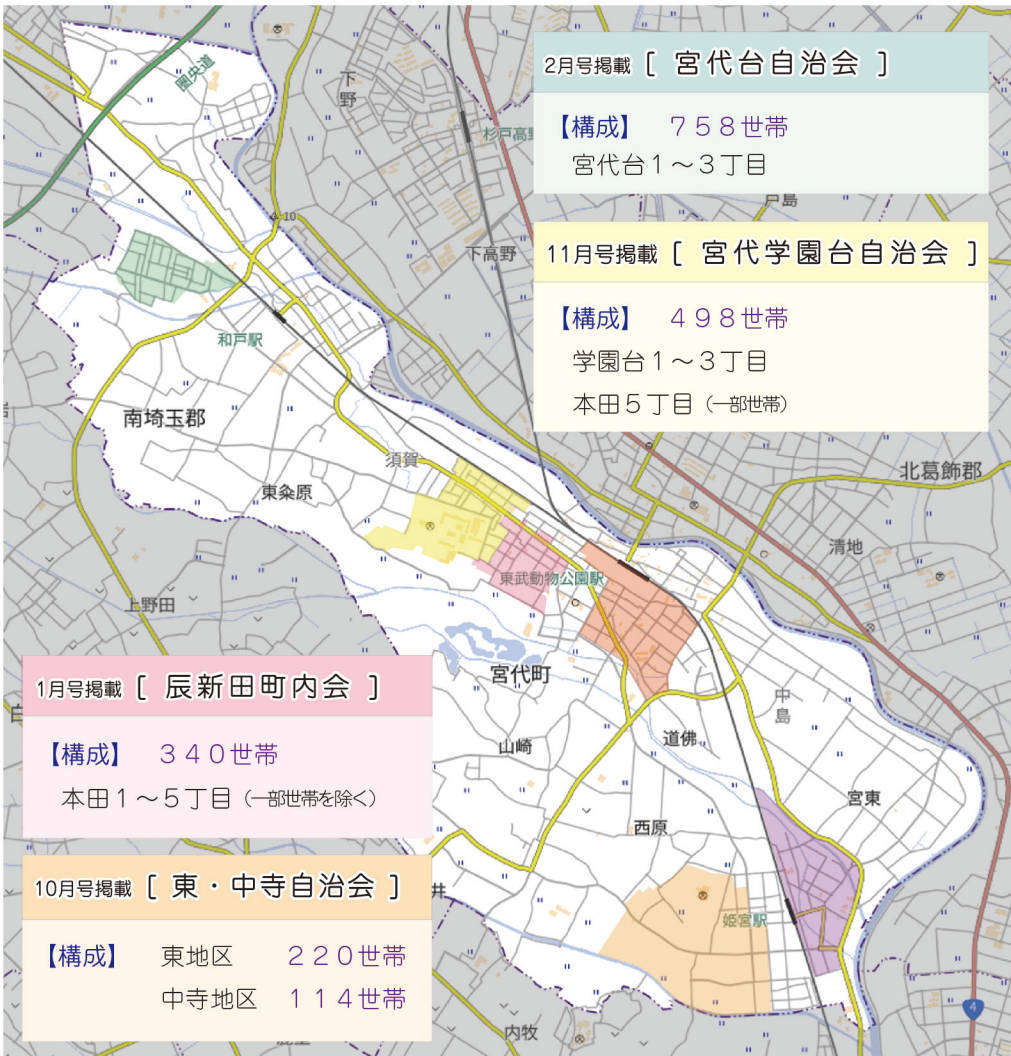 圏央道
下野
杉戸高野
2月号掲載 [ 宮代台自治会 ]
【構成】 758世帯
宮代台1～3丁目
戸島
4-10
下高野
11月号掲載 [ 宮代学園台自治会 ]
【構成】 498世帯
学園台1～3丁目
本田5丁目(一部世帯)
和戸駅
南埼玉郡
須賀
北葛飾郡
東粂原
清地
東武動物公園駅
上野田
1月号掲載 [ 辰新田町内会 ]
【構成】 340世帯
本田1～5丁目(一部世帯を除く)
宮代町
中島
山崎
道佛
宮東
西原
10月号掲載 [ 東・中寺自治会 ]
【構成】 東地区 220世帯
中寺地区 114世帯
井
姫宮駅
4
内牧